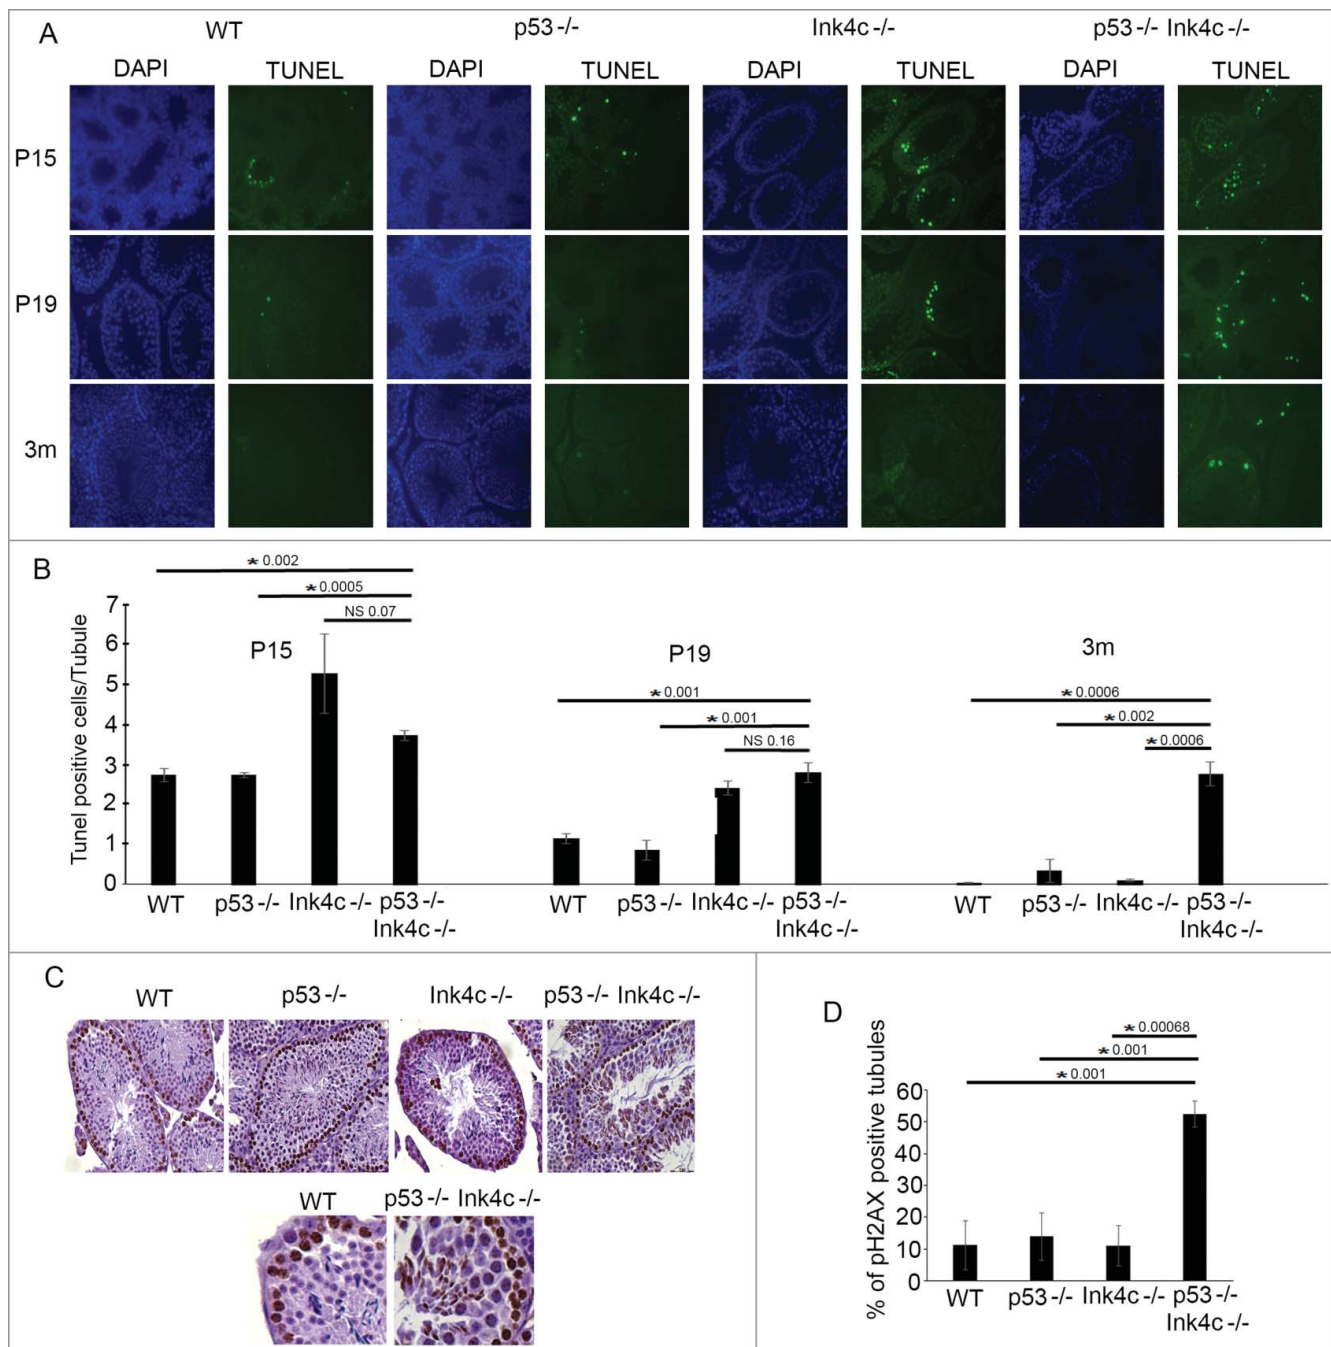 A
WT p53 -/- Ink4c -/- p53 -/- Ink4c -/-
DAPI TUNEL DAPI TUNEL DAPI TUNEL DAPI TUNEL
P15
P19
3m
B
Tunel positive cells/Tubule
7
6
5
4
3
2
1
0
P15
* 0.002
* 0.0005
NS 0.07
WT p53 -/- Ink4c -/- p53 -/-
Ink4c -/-
P19
* 0.001
* 0.001
NS 0.16
WT p53 -/- Ink4c -/- p53 -/-
Ink4c -/-
3m
* 0.0006
* 0.002
* 0.0006
WT p53 -/- Ink4c -/- p53 -/-
Ink4c -/-
C
WT p53 -/- Ink4c -/- p53 -/- Ink4c -/-
WT p53 -/- Ink4c -/-
D
% of pH2AX positive tubules
* 0.00068
* 0.001
* 0.001
60
50
40
30
20
10
0
WT p53 -/- Ink4c -/- p53 -/-
Ink4c -/-